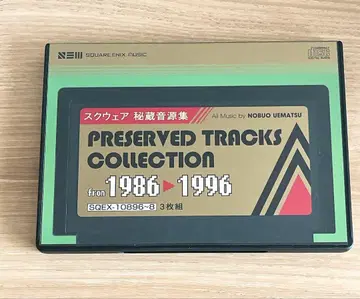 SQUARE ENIX MUSIC
スクウェア 秘蔵音源集
All Music by NOBUO UEMATSU
PRESERVED TRACKS
COLLECTION
from 1986▶1996
SQEX-10896~8 3枚組